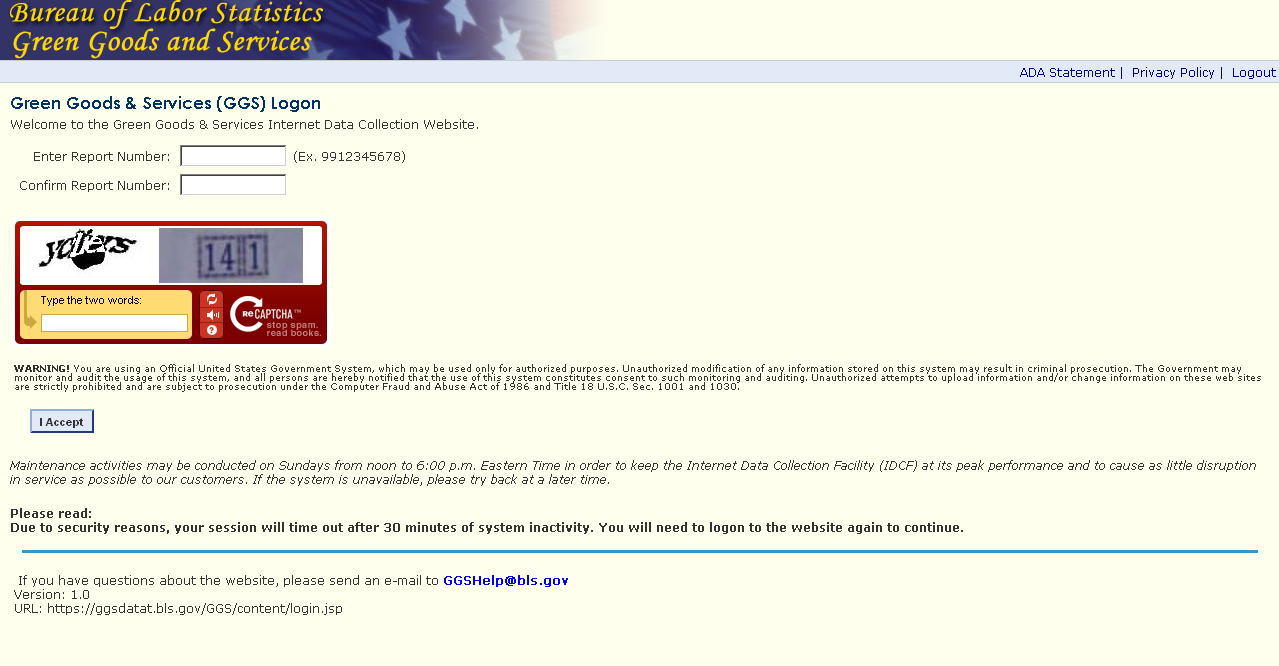 Bureau of Labor Statistics
Green Goods and Services
ADA Statement | Privacy Policy | Logout
Green Goods & Services (GGS) Logon
Welcome to the Green Goods & Services Internet Data Collection Website.
Enter Report Number: (Ex. 9912345678)
Confirm Report Number:
141
Type the two words:
reCAPTCHA™
stop spam.
read books.
WARNING! You are using an Official United States Government System, which may be used only for authorized purposes. Unauthorized modification of any information stored on this system may result in criminal prosecution. The Government may
monitor and audit the usage of this system, and all persons are hereby notified that the use of this system constitutes consent to such monitoring and auditing. Unauthorized attempts to upload information and/or change information on these web sites
are strictly prohibited and are subject to prosecution under the Computer Fraud and Abuse Act of 1986 and Title 18 U.S.C. Sec. 1001 and 1030.
I Accept
Maintenance activities may be conducted on Sundays from noon to 6:00 p.m. Eastern Time in order to keep the Internet Data Collection Facility (IDCF) at its peak performance and to cause as little disruption
in service as possible to our customers. If the system is unavailable, please try back at a later time.
Please read:
Due to security reasons, your session will time out after 30 minutes of system inactivity. You will need to logon to the website again to continue.
If you have questions about the website, please send an e-mail to GGSHelp@bls.gov
Version: 1.0
URL: https://ggsdatat.bls.gov/GGS/content/login.jsp